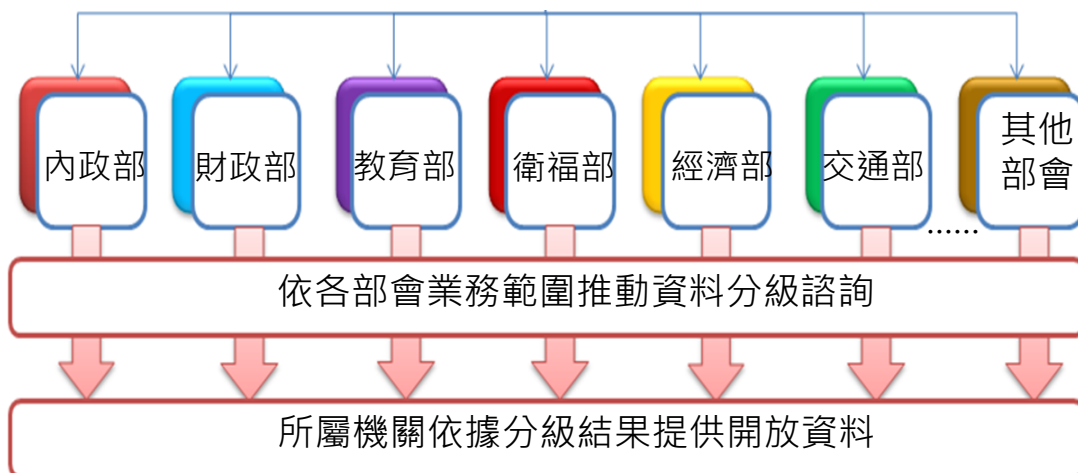 內政部
財政部
教育部
衛福部
經濟部
交通部
......
其他
部會
依各部會業務範圍推動資料分級諮詢
所屬機關依據分級結果提供開放資料